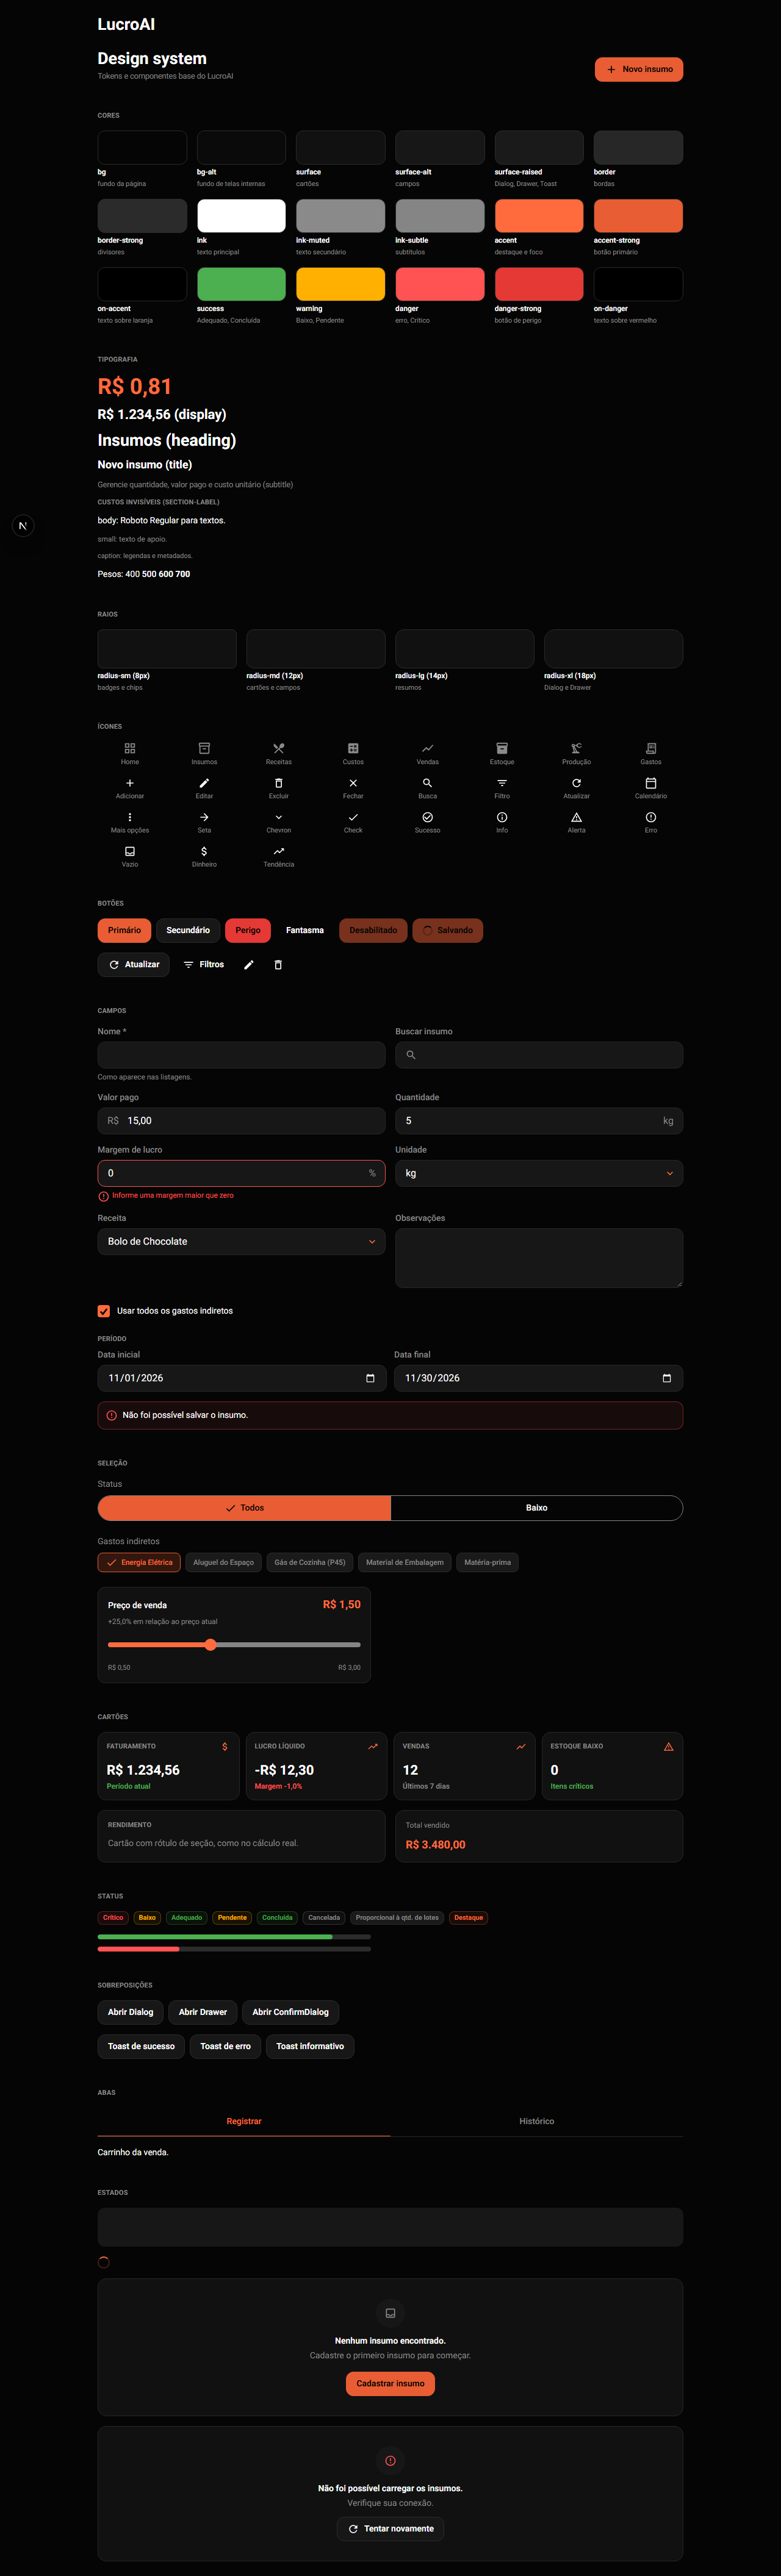 LucroAI
Design system
Tokens e componentes base do LucroAI
Novo insumo
CORES
bg
fundo da página
bg-alt
fundo de telas internas
surface
cartões
surface-alt
campos
surface-raised
Dialog, Drawer, Toast
border
bordas
border-strong
divisores
ink
texto principal
ink-muted
texto secundário
ink-subtle
subtítulos
accent
destaque e foco
accent-strong
botão primário
on-accent
texto sobre laranja
success
Adequado, Concluída
warning
Baixo, Pendente
danger
erro, Crítico
danger-strong
botão de perigo
on-danger
texto sobre vermelho
TIPOGRAFIA
R$ 0,81
R$ 1.234,56 (display)
Insumos (heading)
Novo insumo (title)
Gerencie quantidade, valor pago e custo unitário (subtitle)
CUSTOS INVISÍVEIS (SECTION-LABEL)
body: Roboto Regular para textos.
small: texto de apoio.
caption: legendas e metadados.
Pesos: 400 500 600 700
RAIOS
radius-sm (8px)
badges e chips
radius-md (12px)
cartões e campos
radius-lg (14px)
resumos
radius-xl (18px)
Dialog e Drawer
ÍCONES
Home
Insumos
Receitas
Custos
Vendas
Estoque
Produção
Gastos
Adicionar
Editar
Excluir
Fechar
Busca
Filtro
Atualizar
Calendário
Mais opções
Seta
Chevron
Check
Sucesso
Info
Alerta
Erro
Vazio
Dinheiro
Tendência
BOTÕES
Primário
Secundário
Perigo
Fantasma
Desabilitado
Salvando
Atualizar
Filtros
CAMPOS
Nome *
Como aparece nas listagens.
Buscar insumo
Valor pago
R$ 15,00
Quantidade
5 kg
Margem de lucro
0 %
Informe uma margem maior que zero
Unidade
kg
Receita
Bolo de Chocolate
Observações
Usar todos os gastos indiretos
PERÍODO
Data inicial
11/01/2026
Data final
11/30/2026
Não foi possível salvar o insumo.
SELEÇÃO
Status
Todos
Baixo
Gastos indiretos
Energia Elétrica
Aluguel do Espaço
Gás de Cozinha (P45)
Material de Embalagem
Matéria-prima
Preço de venda
R$ 1,50
+25,0% em relação ao preço atual
R$ 0,50
R$ 3,00
CARTÕES
FATURAMENTO
R$ 1.234,56
Período atual
LUCRO LÍQUIDO
-R$ 12,30
Margem -1,0%
VENDAS
12
Últimos 7 dias
ESTOQUE BAIXO
0
Itens críticos
RENDIMENTO
Cartão com rótulo de seção, como no cálculo real.
Total vendido
R$ 3.480,00
STATUS
Crítico
Baixo
Adequado
Pendente
Concluída
Cancelada
Proporcional à qtd. de lotes
Destaque
SOBREPOSIÇÕES
Abrir Dialog
Abrir Drawer
Abrir ConfirmDialog
Toast de sucesso
Toast de erro
Toast informativo
ABAS
Registrar
Histórico
Carrinho da venda.
ESTADOS
Nenhum insumo encontrado.
Cadastre o primeiro insumo para começar.
Cadastrar insumo
Não foi possível carregar os insumos.
Verifique sua conexão.
Tentar novamente